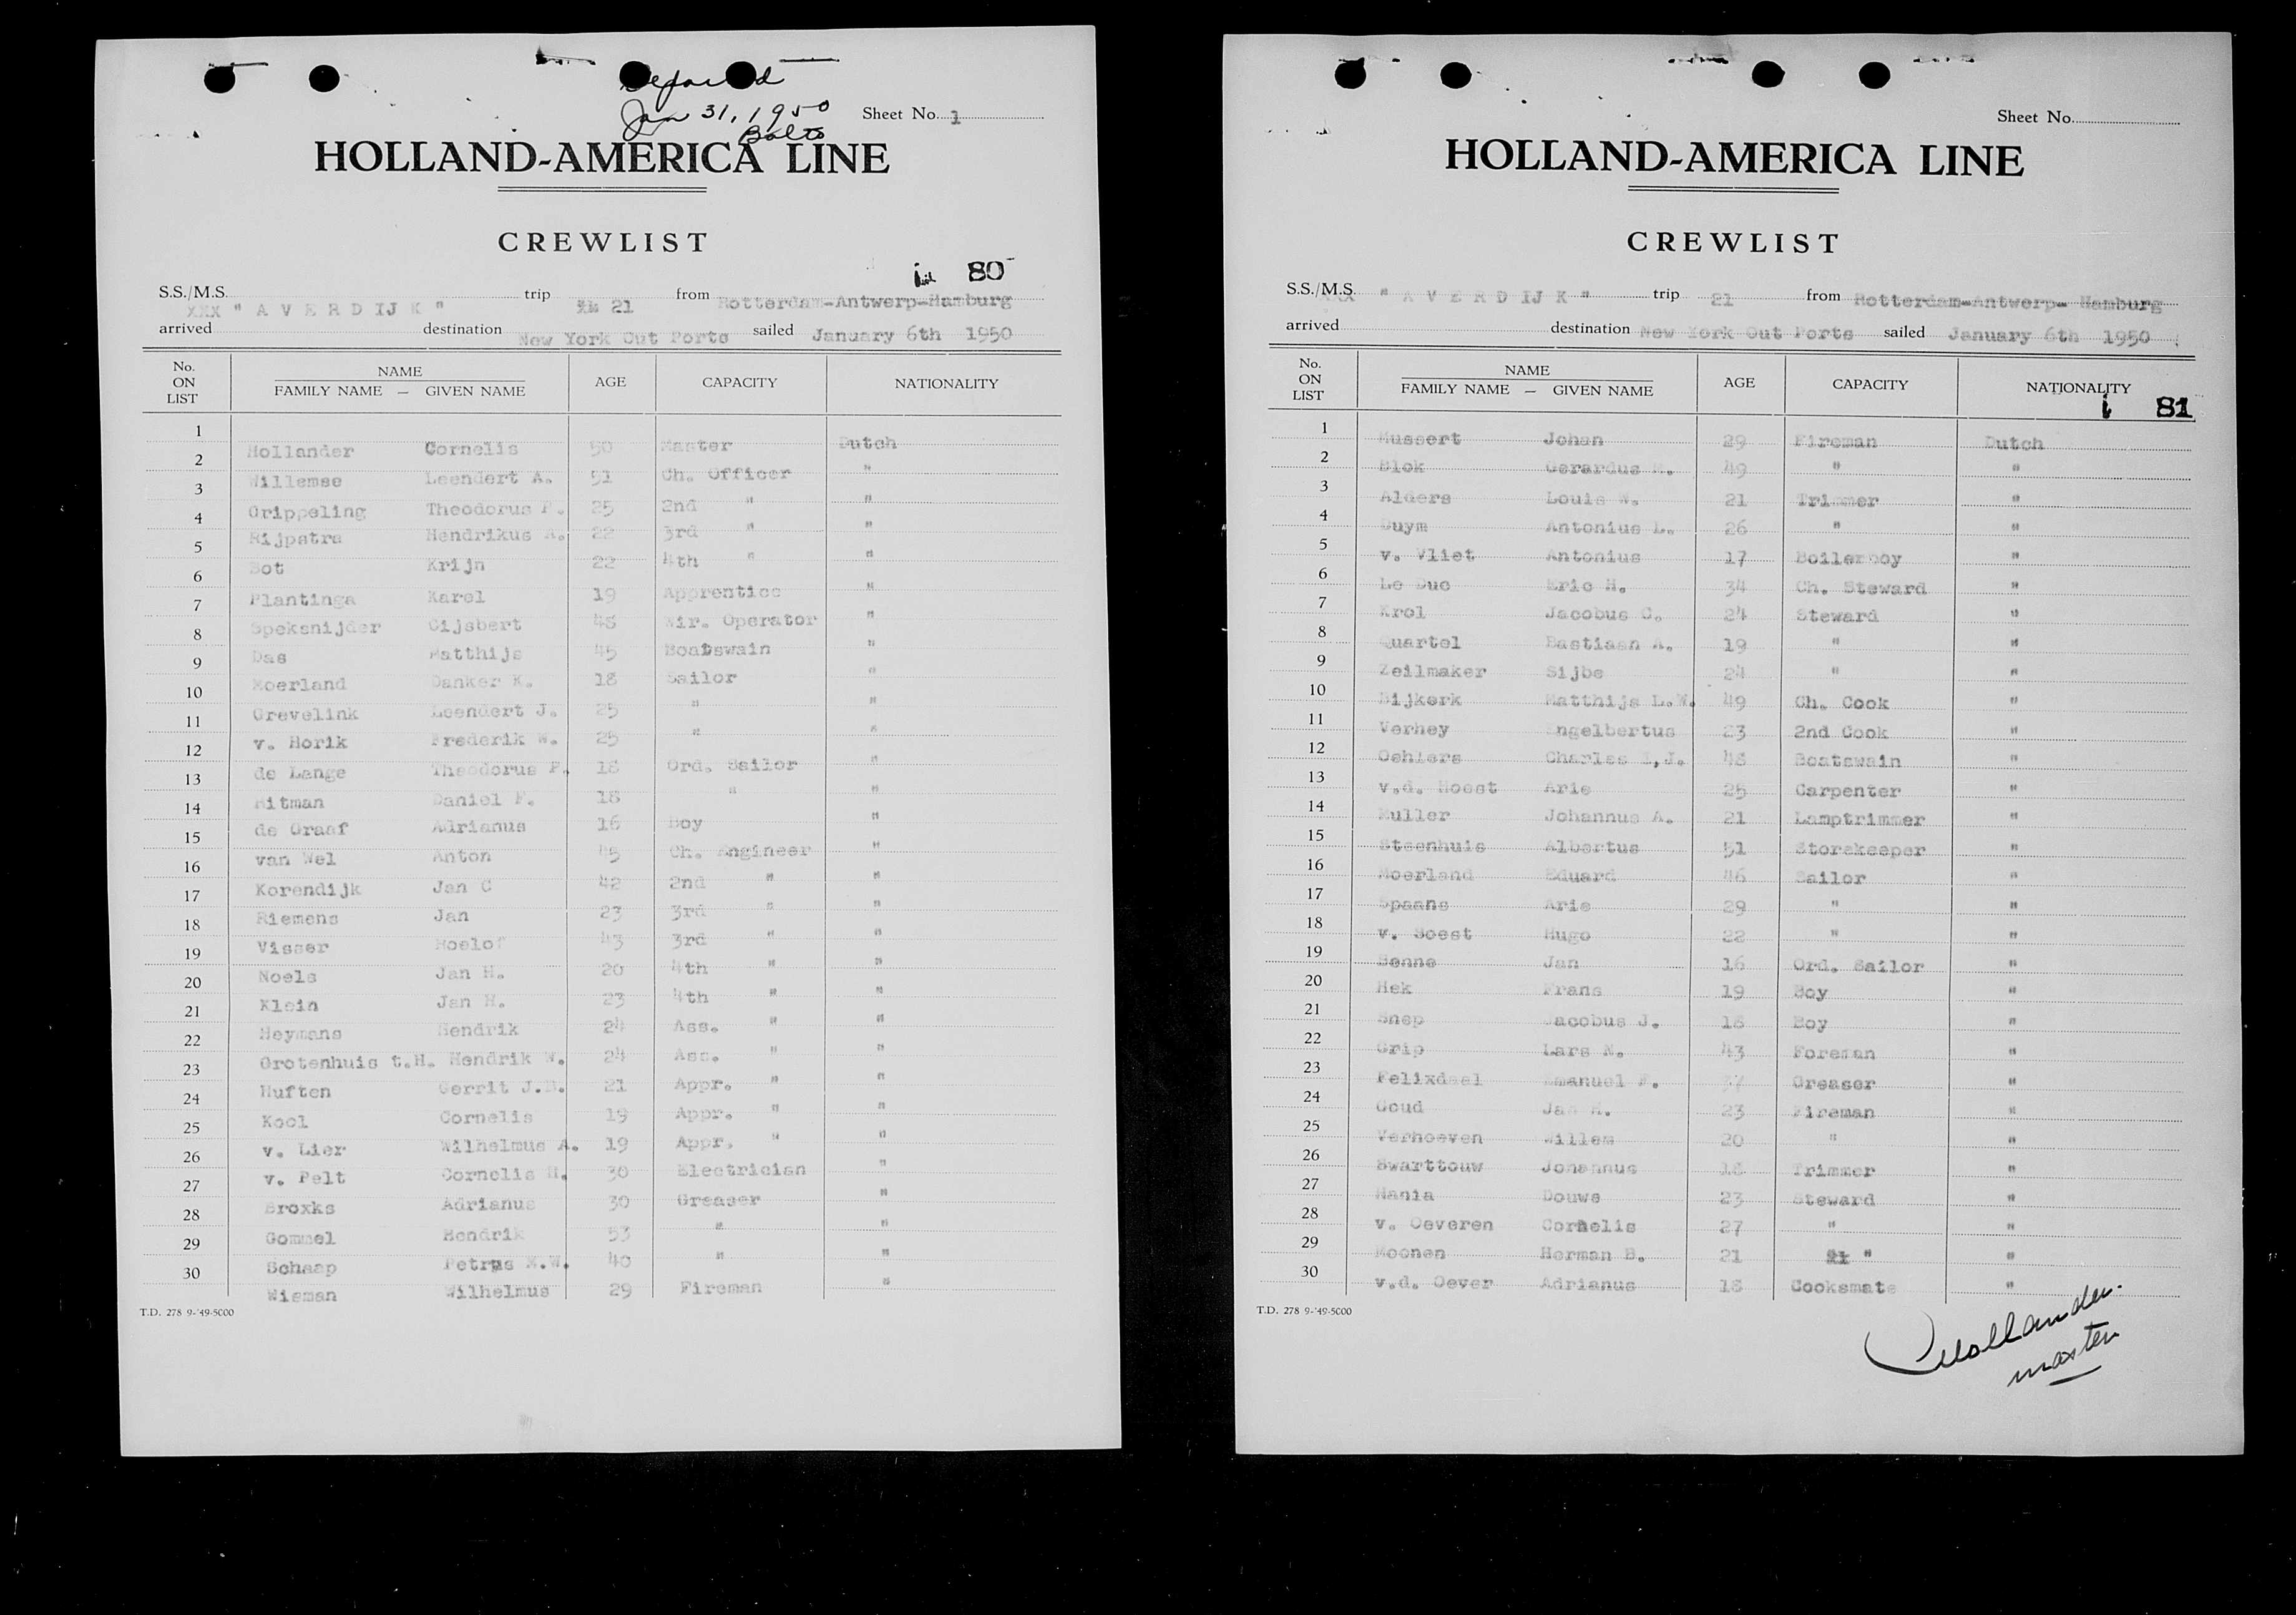 Departed
Jan 31, 1950
Balto
Sheet No. 1
HOLLAND-AMERICA LINE
CREWLIST
80
S.S./M.S. XXX " A V E R D IJ K " trip 21 from Rotterdam-Antwerp-Hamburg
arrived destination New York Out Ports sailed January 6th 1950
No. ON LIST NAME FAMILY NAME — GIVEN NAME AGE CAPACITY NATIONALITY
1 Hollander Cornelis 50 Master Dutch
2 Willemse Leendert A. 51 Ch. Officer "
3 Grippeling Theodorus P. 25 2nd " "
4 Rijpstra Hendrikus A. 22 3rd " "
5 Bot Krijn 22 4th " "
6 Plantinga Karel 19 Apprentice "
7 Speksnijder Gijsbert 48 Wir. Operator "
8 Das Matthijs 45 Boatswain "
9 Moerland Danker K. 18 Sailor "
10 Grevelink Leendert J. 25 " "
11 v. Horik Frederik W. 25 " "
12 de Lange Theodorus P. 18 Ord. Sailor "
13 Ritman Daniel F. 18 " "
14 de Graaf Adrianus 16 Boy "
15 van Wel Anton 45 Ch. Engineer "
16 Korendijk Jan C 42 2nd " "
17 Riemens Jan 23 3rd " "
18 Visser Roelof 43 3rd " "
19 Noels Jan H. 20 4th " "
20 Klein Jan H. 23 4th " "
21 Heymans Hendrik 24 Ass. " "
22 Grotenhuis t.H. Hendrik W. 24 Ass. " "
23 Huften Gerrit J.H. 21 Appr. " "
24 Kool Cornelis 19 Appr. " "
25 v. Lier Wilhelmus A. 19 Appr. " "
26 v. Pelt Cornelis H. 30 Electrician "
27 Broxks Adrianus 30 Greaser "
28 Gommel Hendrik 53 " "
29 Schaap Petrus M.W. 40 " "
30 Wisman Wilhelmus 29 Fireman "
T.D. 278 9-'49-5000
Sheet No.
HOLLAND-AMERICA LINE
CREWLIST
S.S./M.S. XXX " A V E R D IJ K " trip 21 from Rotterdam-Antwerp- Hamburg
arrived destination New York Out Ports sailed January 6th 1950
No. ON LIST NAME FAMILY NAME — GIVEN NAME AGE CAPACITY NATIONALITY
81
1 Mussert Johan 29 Fireman Dutch
2 Blok Gerardus H. 49 " "
3 Alders Louis W. 21 Trimmer "
4 Duym Antonius L. 26 " "
5 v. Vliet Antonius 17 Boilerboy "
6 Le Duc Eric H. 34 Ch. Steward "
7 Krol Jacobus C. 24 Steward "
8 Quartel Bastiaan A. 19 " "
9 Zeilmaker Sijbe 24 " "
10 Dijkerk Matthijs L.W. 49 Ch. Cook "
11 Verhey Engelbertus 23 2nd Cook "
12 Oehlers Charles L,J. 48 Boatswain "
13 v.d. Hoest Arie 25 Carpenter "
14 Muller Johannus A. 21 Lamptrimmer "
15 Steenhuis Albertus 51 Storekeeper "
16 Moerland Eduard 46 Sailor "
17 Spaans Arie 29 " "
18 v. Soest Hugo 22 " "
19 Benne Jan 16 Ord. Sailor "
20 Hek Frans 19 Boy "
21 Snep Jacobus J. 18 Boy "
22 Grip Lars N. 43 Foreman "
23 Felixdael Emanuel F. 37 Greaser "
24 Goud Jan H. 23 Fireman "
25 Verhoeven Willem 20 " "
26 Swarttouw Johannus 18 Trimmer "
27 Hania Douwe 23 Steward "
28 v. Oeveren Cornelis 27 " "
29 Moonen Herman B. 21 " "
30 v.d. Oever Adrianus 18 Cooksmate "
T.D. 278 9-'49-5000
CHollander.
master